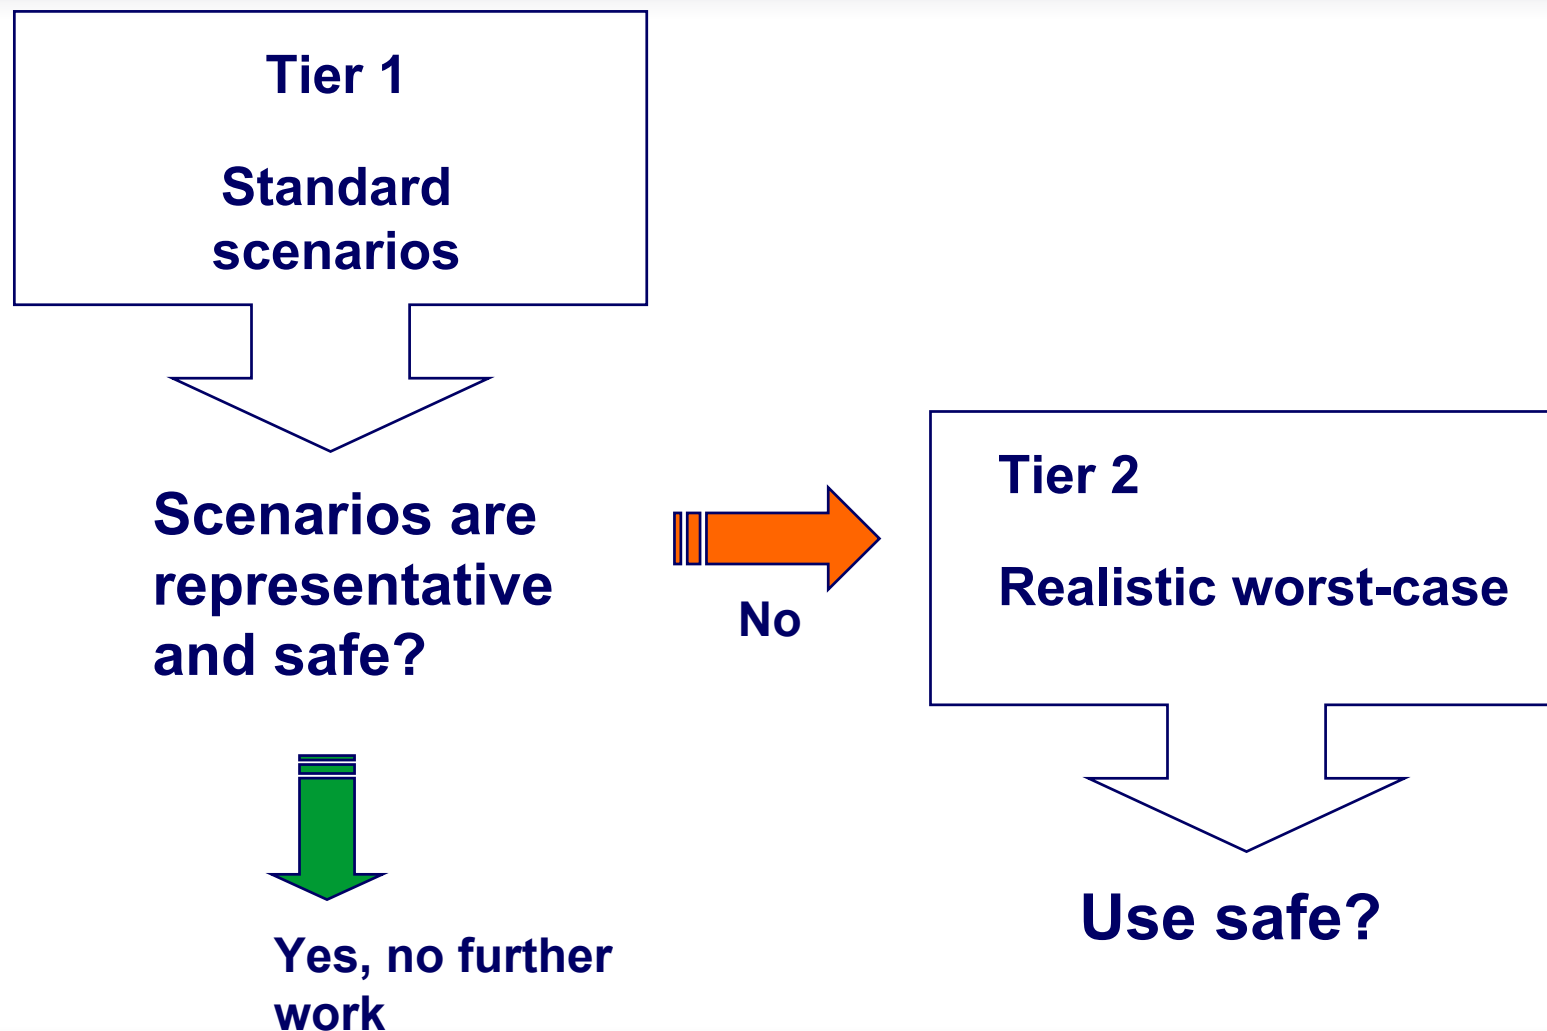 Tier 1
Standard
scenarios
Scenarios are
representative
and safe?
No
Yes, no further
work
Tier 2
Realistic worst-case
Use safe?